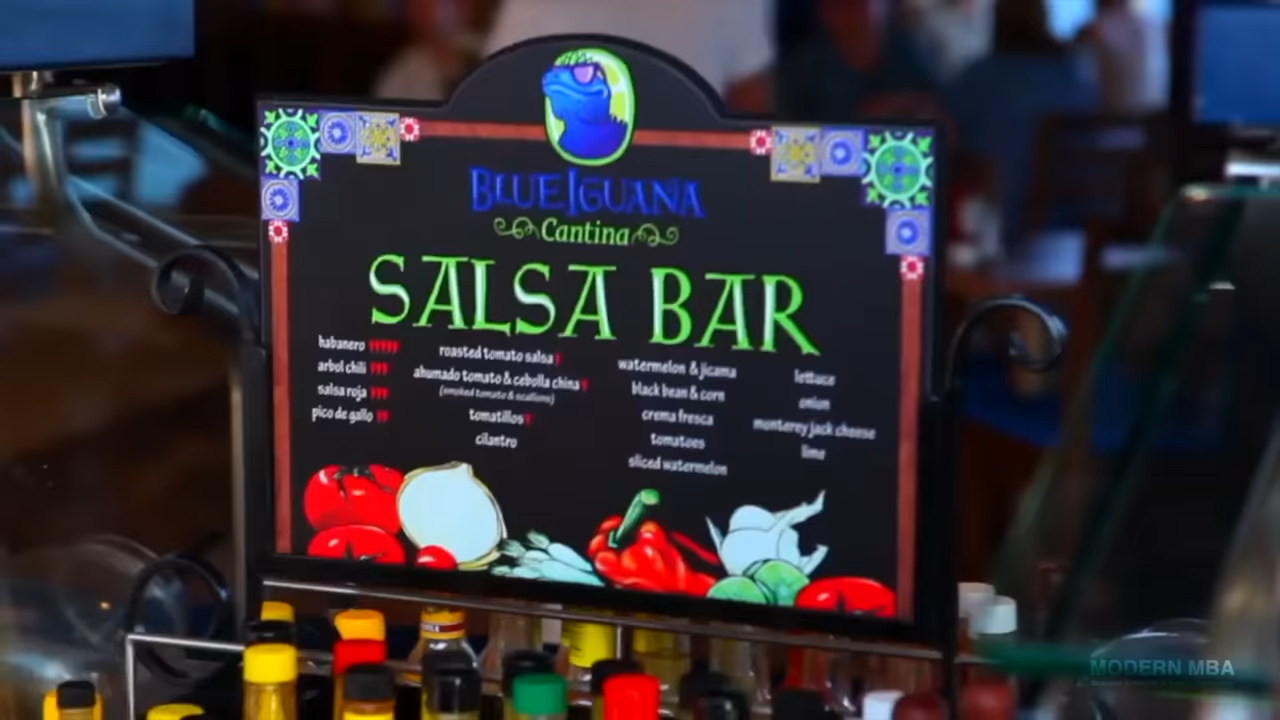 BLUEIGUANA
Cantina
SALSA BAR
habanero
arbol chili
salsa roja
pico de gallo
roasted tomato salsa
ahumado tomato & cebolla china
(smoked tomato & scallions)
tomatillos
cilantro
watermelon & jicama
black bean & corn
crema fresca
tomatoes
sliced watermelon
lettuce
onion
monterey jack cheese
lime
MODERN MBA